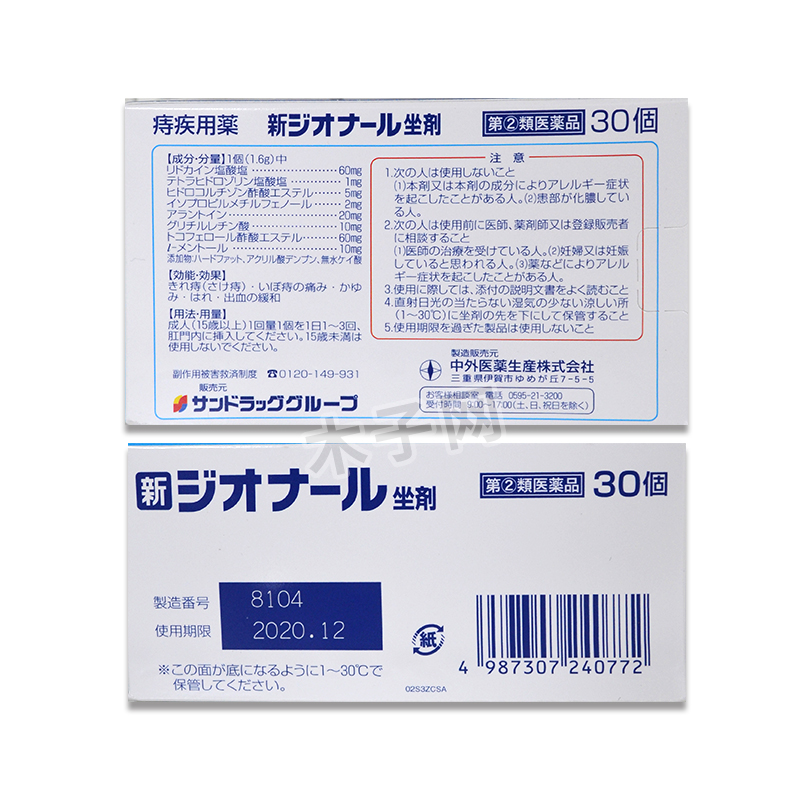 痔疾用薬 新ジオナール坐剤 第②類医薬品 30個
【成分・分量】1個(1.6g)中
リドカイン塩酸塩 60mg
テトラヒドロゾリン塩酸塩 1mg
ヒドロコルチゾン酢酸エステル 5mg
イソプロピルメチルフェノール 2mg
アラントイン 20mg
グリチルレチン酸 10mg
トコフェロール酢酸エステル 60mg
ℓ-メントール 10mg
添加物:ハードファット、アクリル酸デンプン、無水ケイ酸
【効能・効果】
きれ痔(さけ痔)・いぼ痔の痛み・かゆ
み・はれ・出血の緩和
【用法・用量】
成人(15歳以上)1回量1個を1日1〜3回、
肛門内に挿入してください。15歳未満は
使用しないでください。
副作用被害救済制度 ☎0120-149-931
販売元
サンドラッググループ
注意
1.次の人は使用しないこと
(1)本剤又は本剤の成分によりアレルギー症状
を起こしたことがある人。(2)患部が化膿してい
る人。
2.次の人は使用前に医師、薬剤師又は登録販売者
に相談すること
(1)医師の治療を受けている人。(2)妊婦又は妊娠
していると思われる人。(3)薬などによりアレル
ギー症状を起こしたことがある人。
3.使用に際しては、添付の説明文書をよく読むこと
4.直射日光の当たらない湿気の少ない涼しい所
(1〜30℃)に坐剤の先を下にして保管すること
5.使用期限を過ぎた製品は使用しないこと
製造販売元
中外医薬生産株式会社
三重県伊賀市ゆめが丘7-5-5
お客様相談室 電話 0595-21-3200
受付時間 9:00〜17:00(土、日、祝日を除く)
木子网
新ジオナール坐剤 第②類医薬品 30個
製造番号 8104
使用期限 2020.12
※この面が底になるように1〜30℃で
保管してください。
紙
02S3ZCSA
4 987307 240772